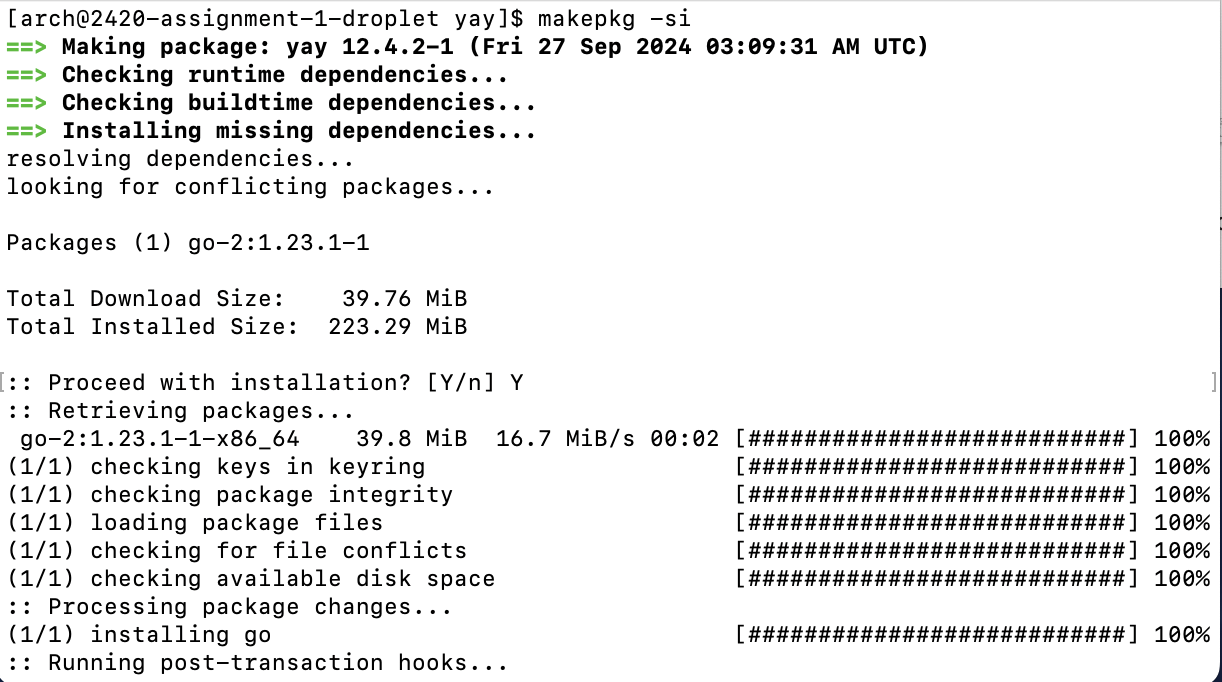 [arch@2420-assignment-1-droplet yay]$ makepkg -si
==> Making package: yay 12.4.2-1 (Fri 27 Sep 2024 03:09:31 AM UTC)
==> Checking runtime dependencies...
==> Checking buildtime dependencies...
==> Installing missing dependencies...
resolving dependencies...
looking for conflicting packages...

Packages (1) go-2:1.23.1-1

Total Download Size:    39.76 MiB
Total Installed Size:  223.29 MiB

[:: Proceed with installation? [Y/n] Y ]
:: Retrieving packages...
 go-2:1.23.1-1-x86_64    39.8 MiB  16.7 MiB/s 00:02 [###########################] 100%
(1/1) checking keys in keyring                      [###########################] 100%
(1/1) checking package integrity                    [###########################] 100%
(1/1) loading package files                         [###########################] 100%
(1/1) checking for file conflicts                   [###########################] 100%
(1/1) checking available disk space                 [###########################] 100%
:: Processing package changes...
(1/1) installing go                                 [###########################] 100%
:: Running post-transaction hooks...